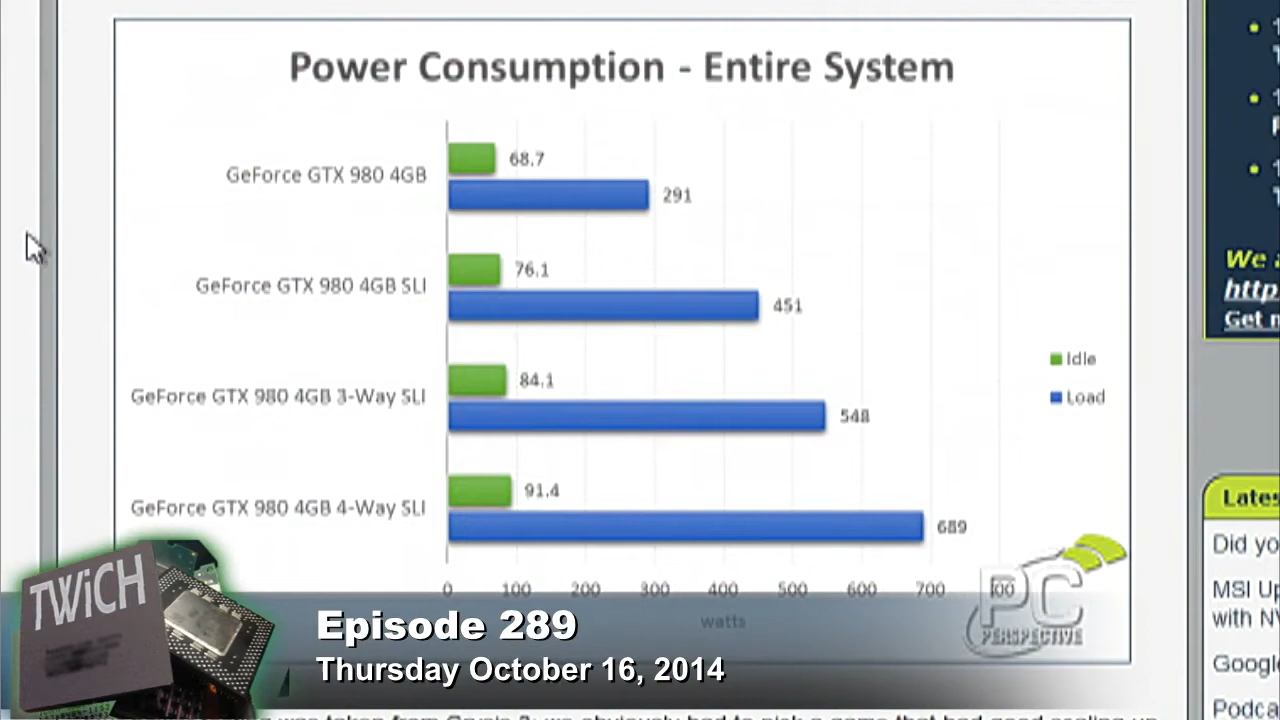 Power Consumption - Entire System
GeForce GTX 980 4GB
68.7
291
GeForce GTX 980 4GB SLI
76.1
451
GeForce GTX 980 4GB 3-Way SLI
84.1
548
GeForce GTX 980 4GB 4-Way SLI
91.4
689
Idle
Load
0 100 200 300 400 500 600 700
watts
PC
PERSPECTIVE
TWiCH
Episode 289
Thursday October 16, 2014
We
http
Get
Did yo
MSI Up
with NV
Google
Podca